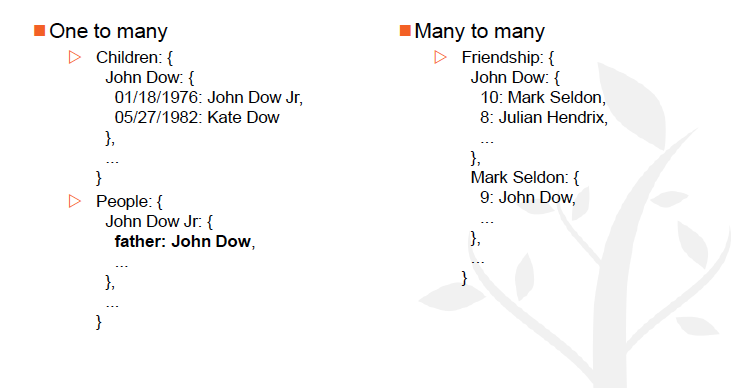 One to many
Children: {
John Dow: {
01/18/1976: John Dow Jr,
05/27/1982: Kate Dow
},
...
}
People: {
John Dow Jr: {
father: John Dow,
...
},
...
}
Many to many
Friendship: {
John Dow: {
10: Mark Seldon,
8: Julian Hendrix,
...
},
Mark Seldon: {
9: John Dow,
...
},
...
}